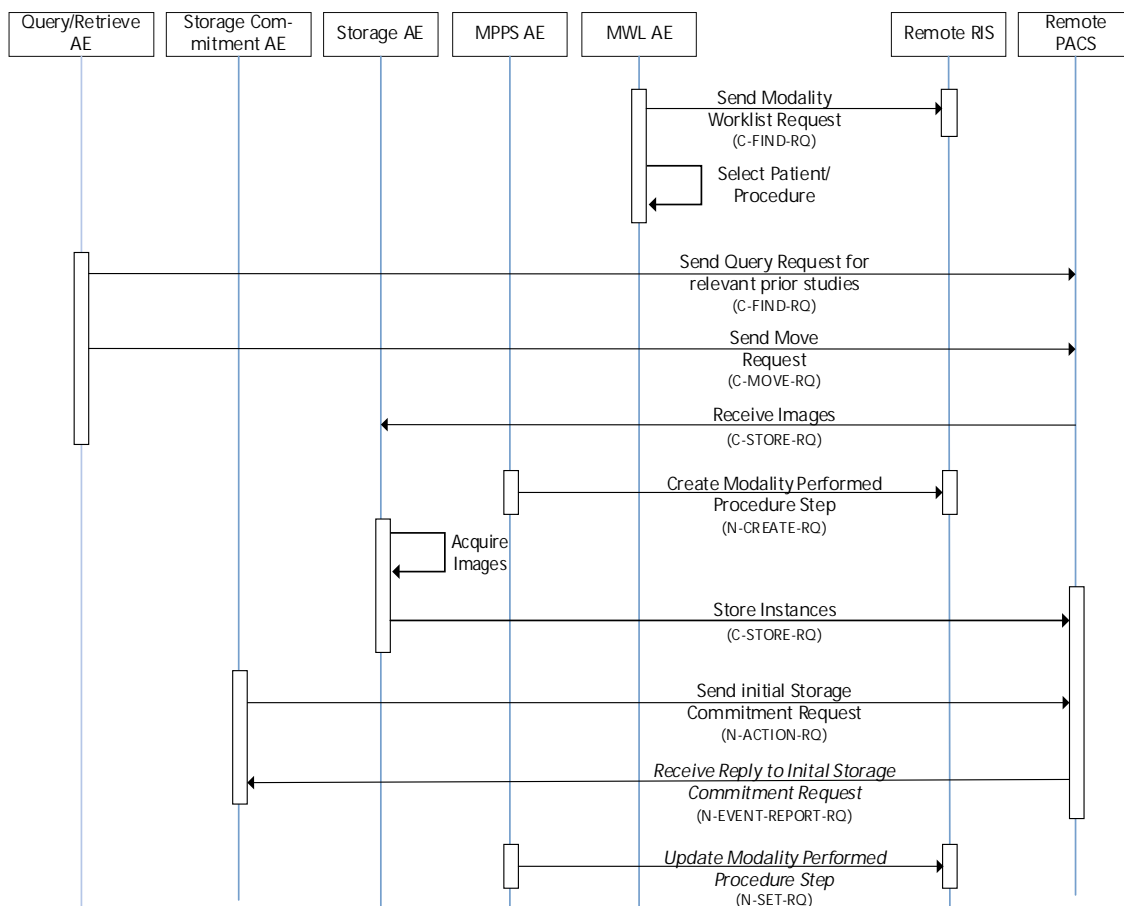 Query/Retrieve
AE
Storage Com-
mitment AE
Storage AE
MPPS AE
MWL AE
Remote RIS
Remote
PACS
Send Modality
Worklist Request
(C-FIND-RQ)
Select Patient/
Procedure
Send Query Request for
relevant prior studies
(C-FIND-RQ)
Send Move
Request
(C-MOVE-RQ)
Receive Images
(C-STORE-RQ)
Create Modality Performed
Procedure Step
(N-CREATE-RQ)
Acquire
Images
Store Instances
(C-STORE-RQ)
Send initial Storage
Commitment Request
(N-ACTION-RQ)
Receive Reply to Inital Storage
Commitment Request
(N-EVENT-REPORT-RQ)
Update Modality Performed
Procedure Step
(N-SET-RQ)